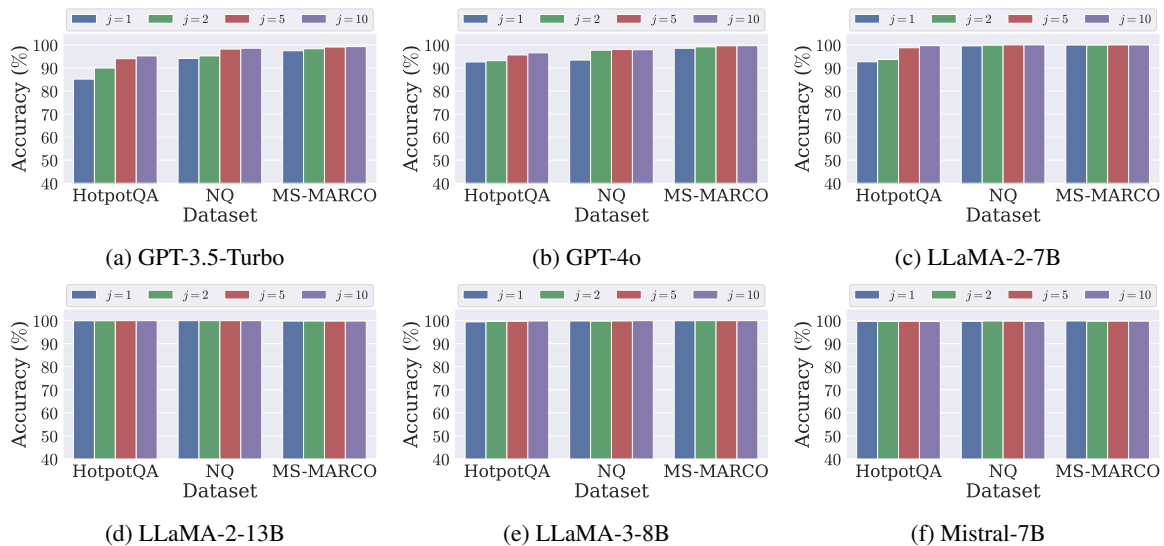 j = 1 j = 2 j = 5 j = 10
Accuracy (%)
100
90
80
70
60
50
40
HotpotQA NQ MS-MARCO
Dataset
(a) GPT-3.5-Turbo
j = 1 j = 2 j = 5 j = 10
Accuracy (%)
100
90
80
70
60
50
40
HotpotQA NQ MS-MARCO
Dataset
(b) GPT-4o
j = 1 j = 2 j = 5 j = 10
Accuracy (%)
100
90
80
70
60
50
40
HotpotQA NQ MS-MARCO
Dataset
(c) LLaMA-2-7B
j = 1 j = 2 j = 5 j = 10
Accuracy (%)
100
90
80
70
60
50
40
HotpotQA NQ MS-MARCO
Dataset
(d) LLaMA-2-13B
j = 1 j = 2 j = 5 j = 10
Accuracy (%)
100
90
80
70
60
50
40
HotpotQA NQ MS-MARCO
Dataset
(e) LLaMA-3-8B
j = 1 j = 2 j = 5 j = 10
Accuracy (%)
100
90
80
70
60
50
40
HotpotQA NQ MS-MARCO
Dataset
(f) Mistral-7B